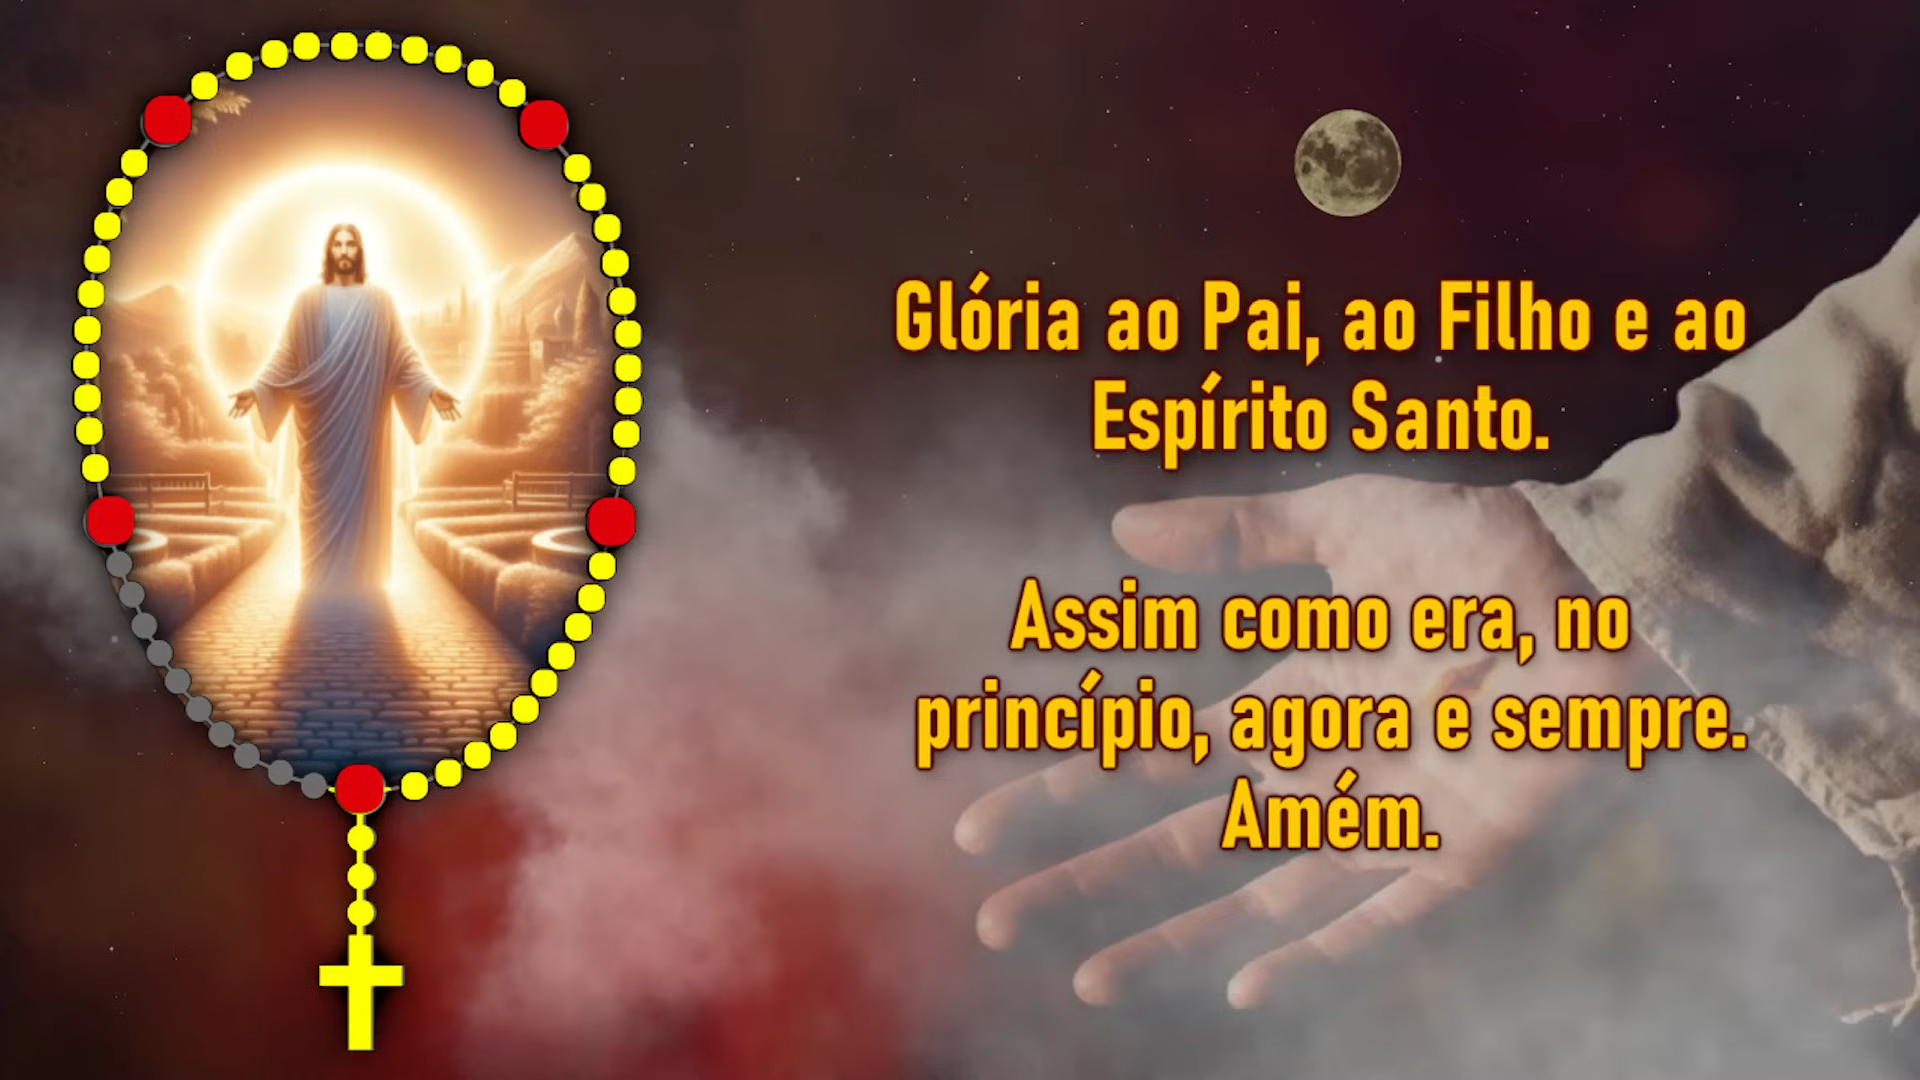 Glória ao Pai, ao Filho e ao
Espírito Santo.
Assim como era, no
princípio, agora e sempre.
Amém.